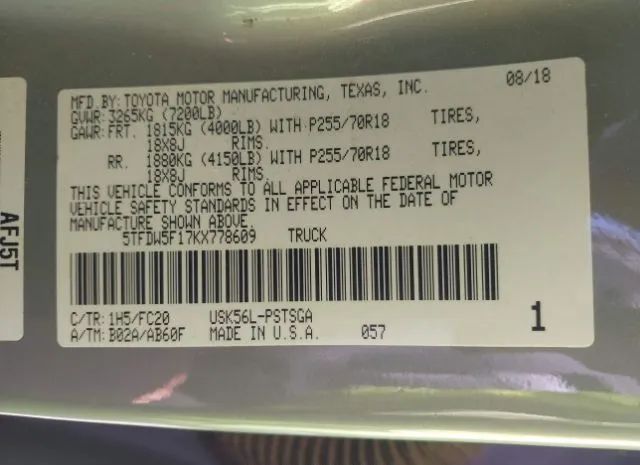 MFD.BY: TOYOTA MOTOR MANUFACTURING, TEXAS, INC. 08/18
GVWR: 3265KG (7200LB)
GAWR: FRT. 1815KG (4000LB) WITH P255/70R18 TIRES,
18X8J RIMS.
RR. 1880KG (4150LB) WITH P255/70R18 TIRES,
18X8J RIMS.
THIS VEHICLE CONFORMS TO ALL APPLICABLE FEDERAL MOTOR
VEHICLE SAFETY STANDARDS IN EFFECT ON THE DATE OF
MANUFACTURE SHOWN ABOVE.
5TFDW5F17KX778609 TRUCK
C/TR: 1H5/FC20 USK56L-PSTSGA
A/TM: B02A/AB60F MADE IN U.S.A. 057 1
AFJ5T